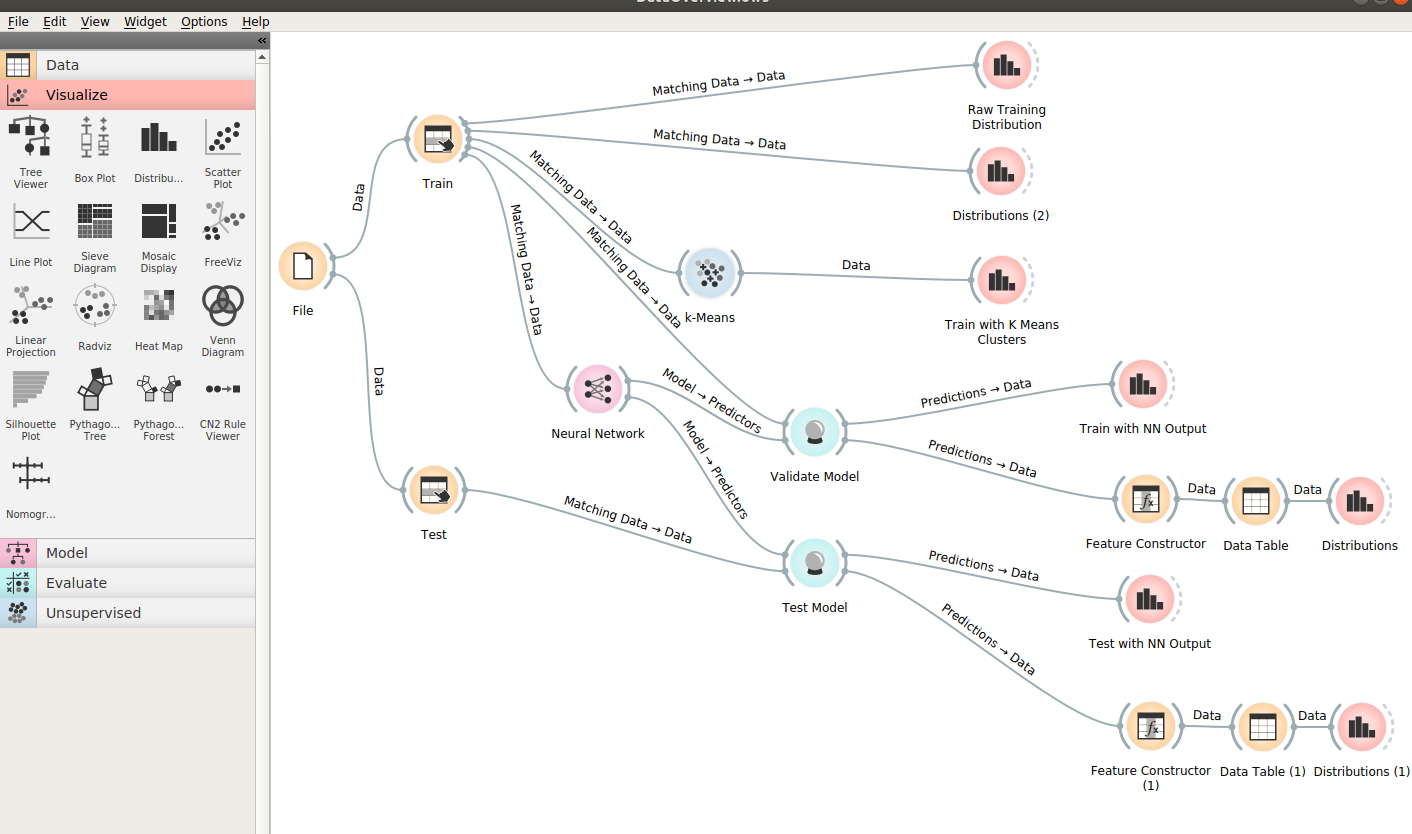 File Edit View Widget Options Help
«
Data
Visualize
Tree Viewer
Box Plot
Distribu...
Scatter Plot
Line Plot
Sieve Diagram
Mosaic Display
FreeViz
Linear Projection
Radviz
Heat Map
Venn Diagram
Silhouette Plot
Pythago... Tree
Pythago... Forest
CN2 Rule Viewer
Nomogr...
Model
Evaluate
Unsupervised
File
Data
Data
Train
Test
Matching Data → Data
Raw Training
Distribution
Matching Data → Data
Distributions (2)
Matching Data → Data
k-Means
Data
Train with K Means
Clusters
Matching Data → Data
Matching Data → Data
Neural Network
Model → Predictors
Model → Predictors
Validate Model
Predictions → Data
Train with NN Output
Predictions → Data
Feature Constructor
Data
Data Table
Data
Distributions
Matching Data → Data
Test Model
Predictions → Data
Test with NN Output
Predictions → Data
Feature Constructor
(1)
Data
Data Table (1)
Data
Distributions (1)